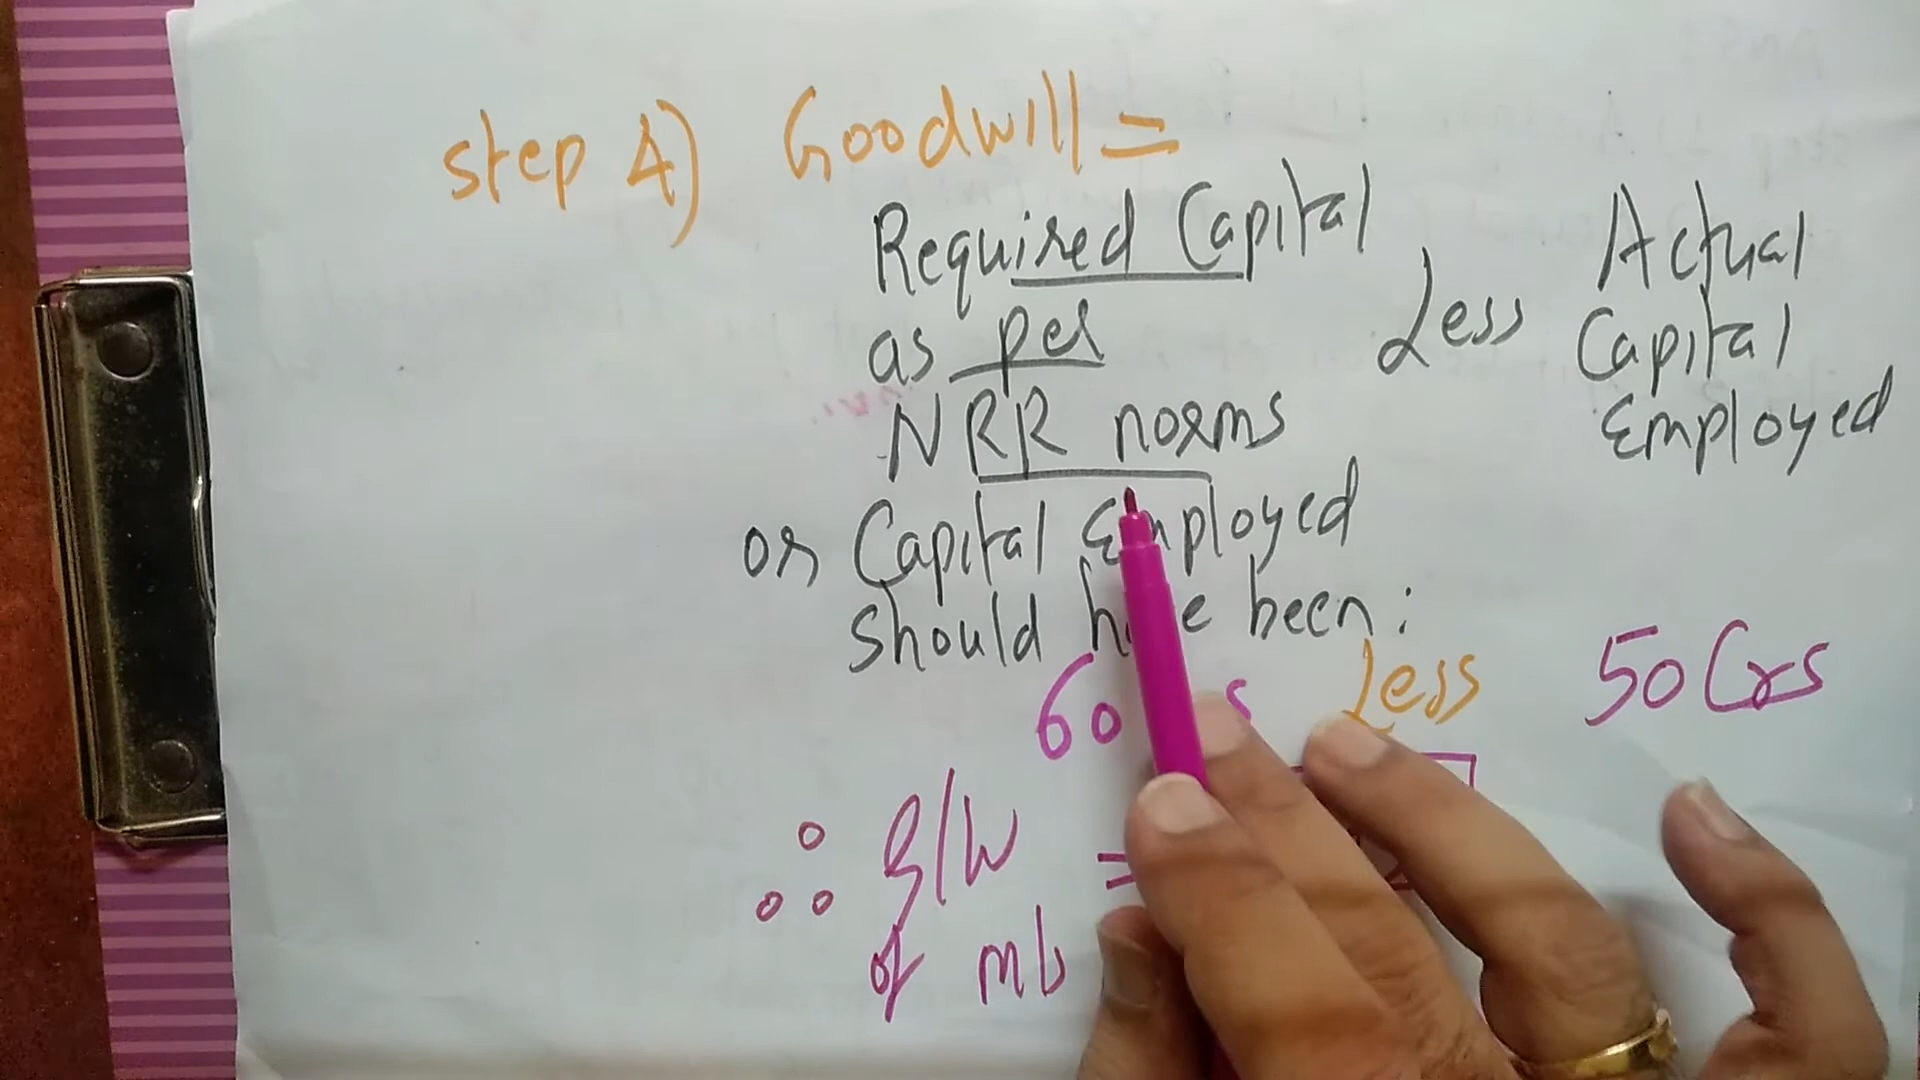 step 4) Goodwill =
Required Capital
as per
NRR norms
or Capital Employed
should have been:
Less
Actual
Capital
Employed
60 Less 50 Crs
∴ G/W =
of mb